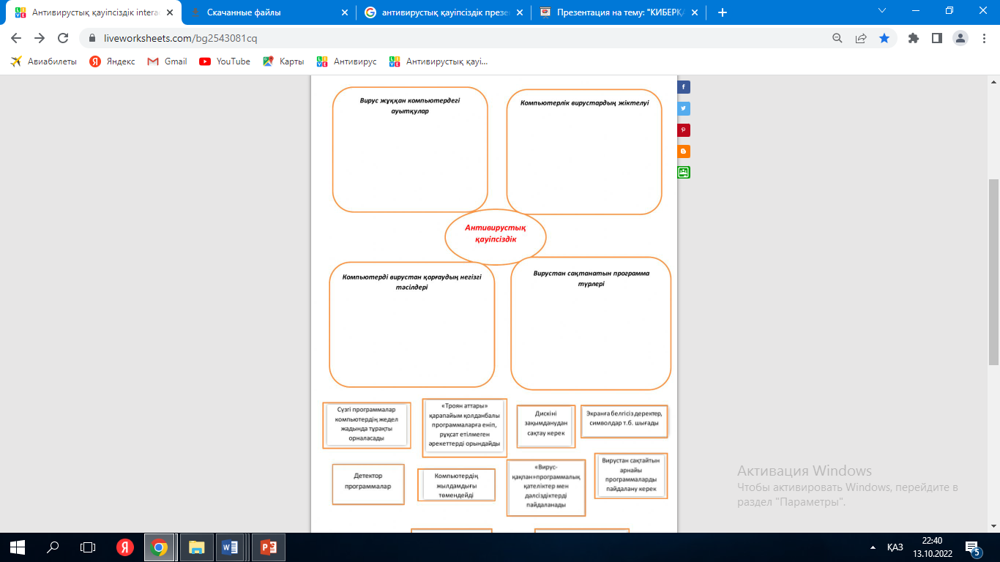 Антивирустық қауіпсіздік intera
Скачанные файлы
антивирустық қауіпсіздік презе
Презентация на тему: "КИБЕРҚА
liveworksheets.com/bg2543081cq
Авиабилеты
Яндекс
Gmail
YouTube
Карты
Антивирус
Антивирустық қауі...
Вирус жұққан компьютердегі
ауытқулар
Компьютерлік вирустардың жіктелуі
Антивирустық
қауіпсіздік
Компьютерді вирустан қорғаудың негізгі
тәсілдері
Вирустан сақтанатын программа
түрлері
Сүзгі программалар
компьютердің жедел
жадында тұрақты
орналасады
«Троян аттары»
қарапайым қолданбалы
программаларға еніп,
рұқсат етілмеген
әрекеттерді орындайды
Дискіні
зақымданудан
сақтау керек
Экранға белгісіз деректер,
символдар т.б. шығады
Детектор
программалар
Компьютердің
жылдамдығы
төмендейді
«Вирус-
қақпан»программалық
қателіктер мен
дәлсіздіктерді
пайдаланады
Вирустан сақтайтын
арнайы
программаларды
пайдалану керек
Активация Windows
Чтобы активировать Windows, перейдите в
раздел "Параметры".
ҚАЗ
22:40
13.10.2022
5